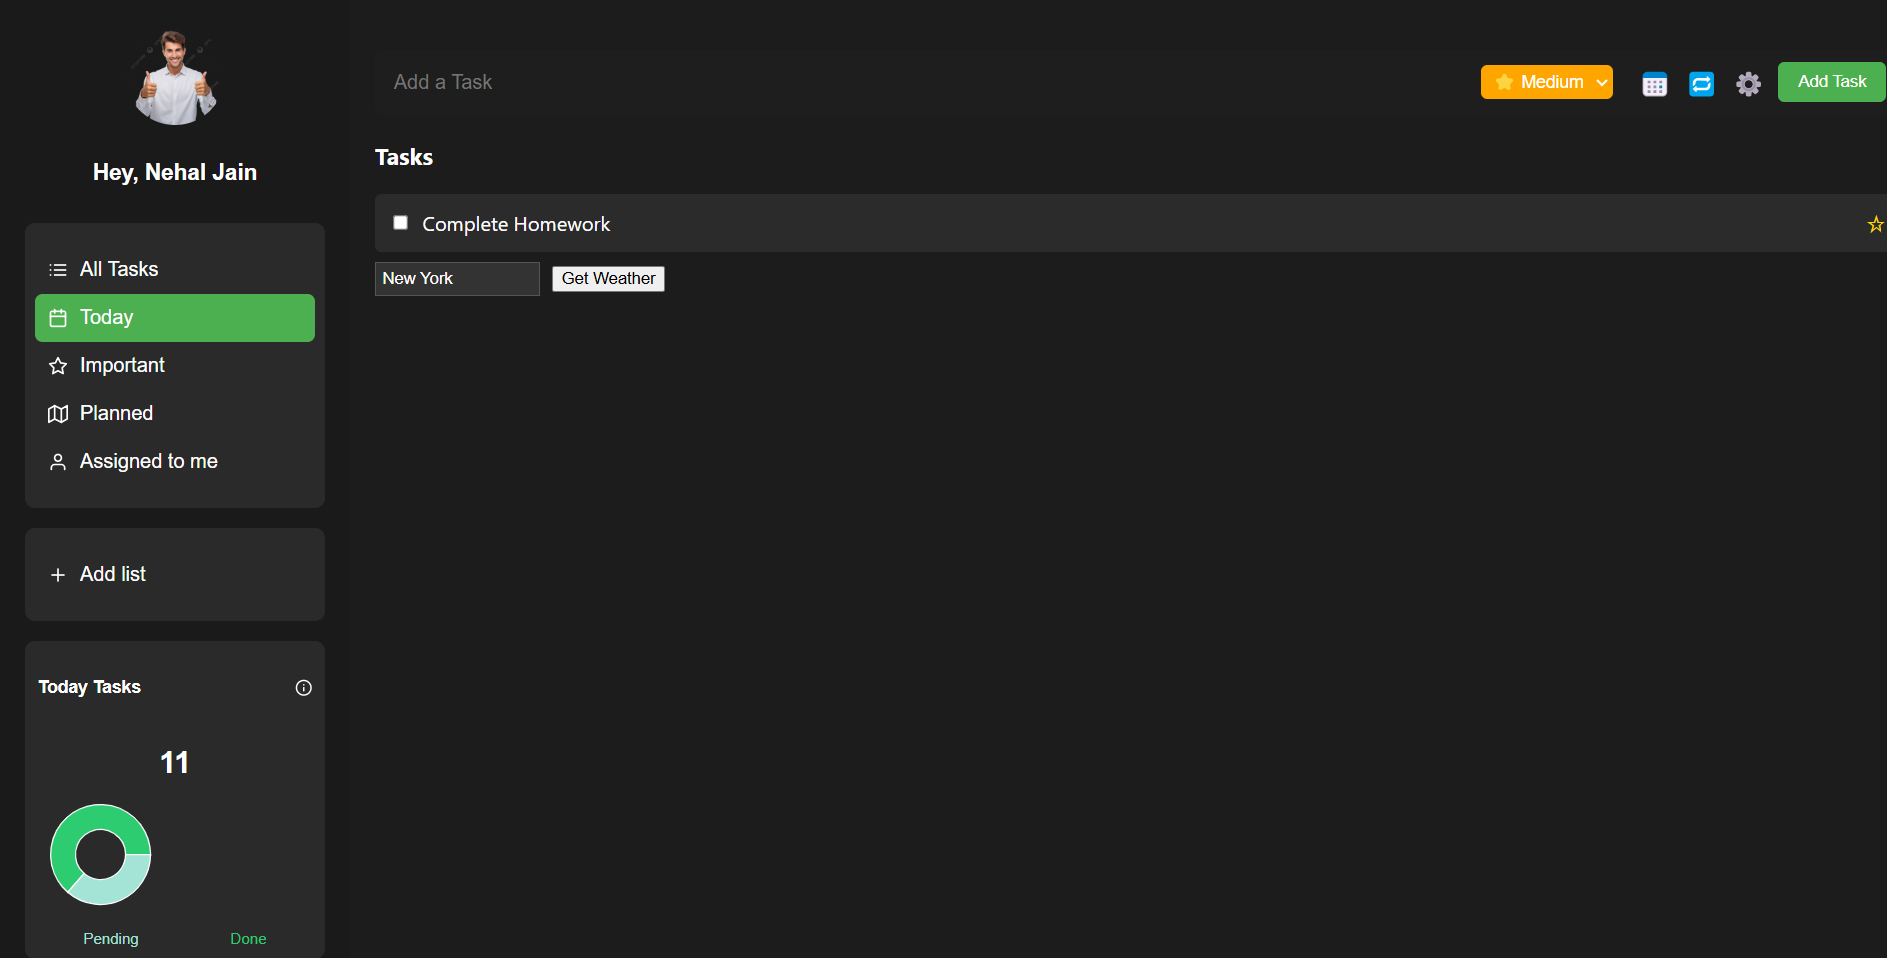 Hey, Nehal Jain
All Tasks
Today
Important
Planned
Assigned to me
Add list
Today Tasks
11
Pending
Done
Add a Task
Medium
Add Task
Tasks
Complete Homework
New York
Get Weather